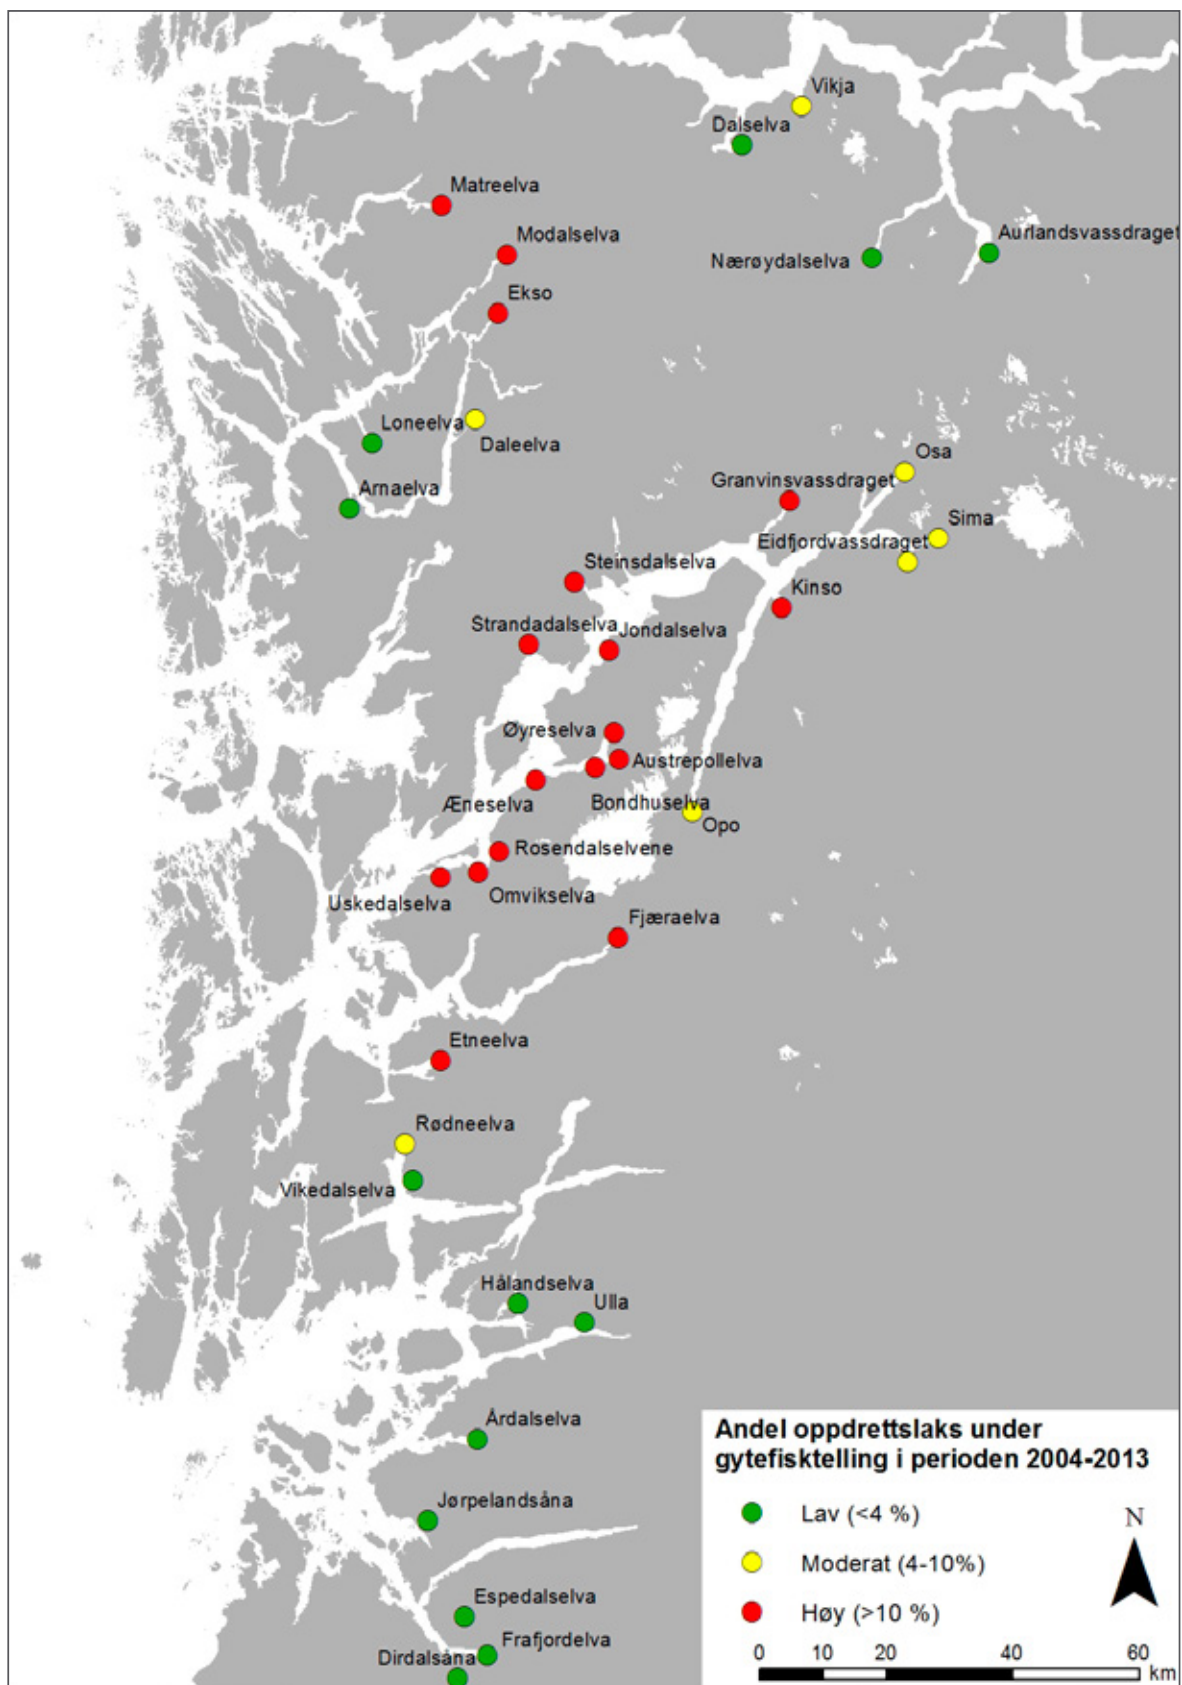 Vikja
Dalselva
Matreelva
Modalselva
Aurlandsvassdraget
Nærøydalselva
Ekso
Loneelva
Daleelva
Osa
Granvinsvassdraget
Arnaelva
Sima
Eidfjordvassdraget
Steinsdalselva
Kinso
Strandadalselva
Jondalselva
Øyreselva
Austrepollelva
Æneselva
Bondhuselva
Opo
Rosendalselvene
Uskedalselva
Omvikselva
Fjæraelva
Etneelva
Rødneelva
Vikedalselva
Hålandselva
Ulla
Årdalselva
Jørpelandsåna
Espedalselva
Frafjordelva
Dirdalsåna
Andel oppdrettslaks under
gytefisktelling i perioden 2004-2013
Lav (<4 %)
Moderat (4-10%)
Høy (>10 %)
N
0 10 20 40 60
km